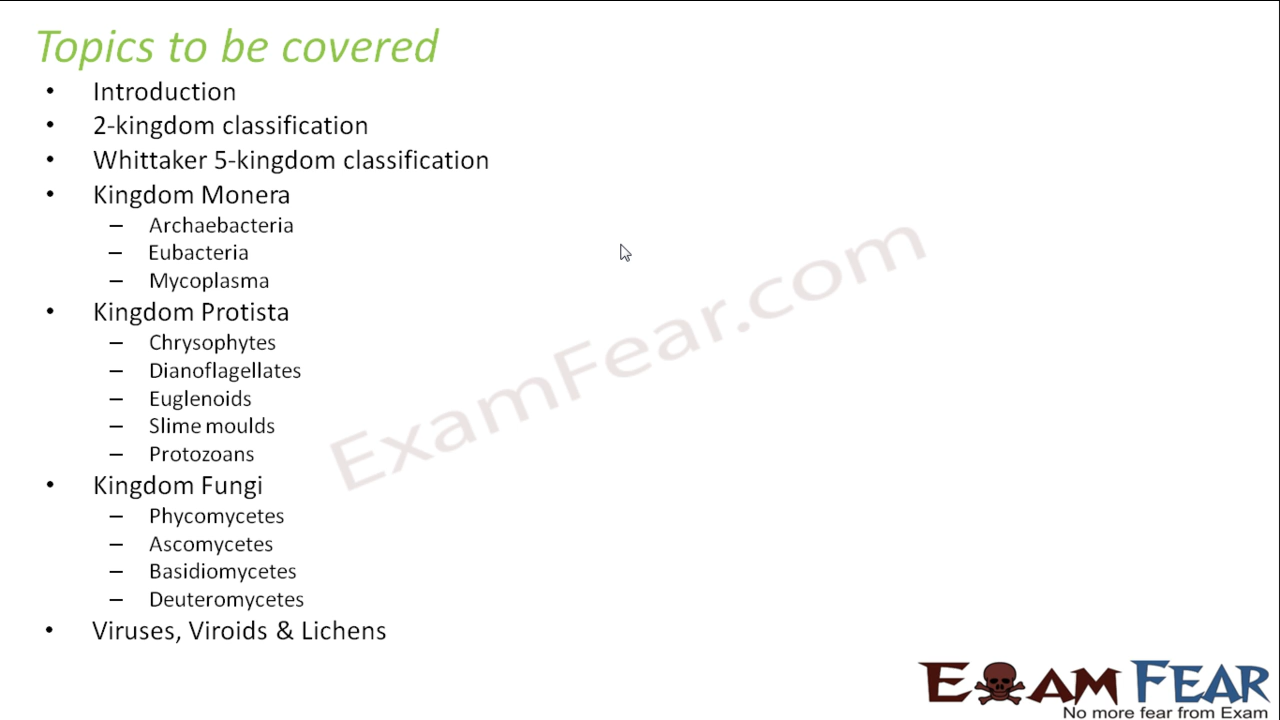 Topics to be covered
• Introduction
• 2-kingdom classification
• Whittaker 5-kingdom classification
• Kingdom Monera
– Archaebacteria
– Eubacteria
– Mycoplasma
• Kingdom Protista
– Chrysophytes
– Dianoflagellates
– Euglenoids
– Slime moulds
– Protozoans
• Kingdom Fungi
– Phycomycetes
– Ascomycetes
– Basidiomycetes
– Deuteromycetes
• Viruses, Viroids & Lichens
ExamFear.com
EXAM FEAR
No more fear from Exam